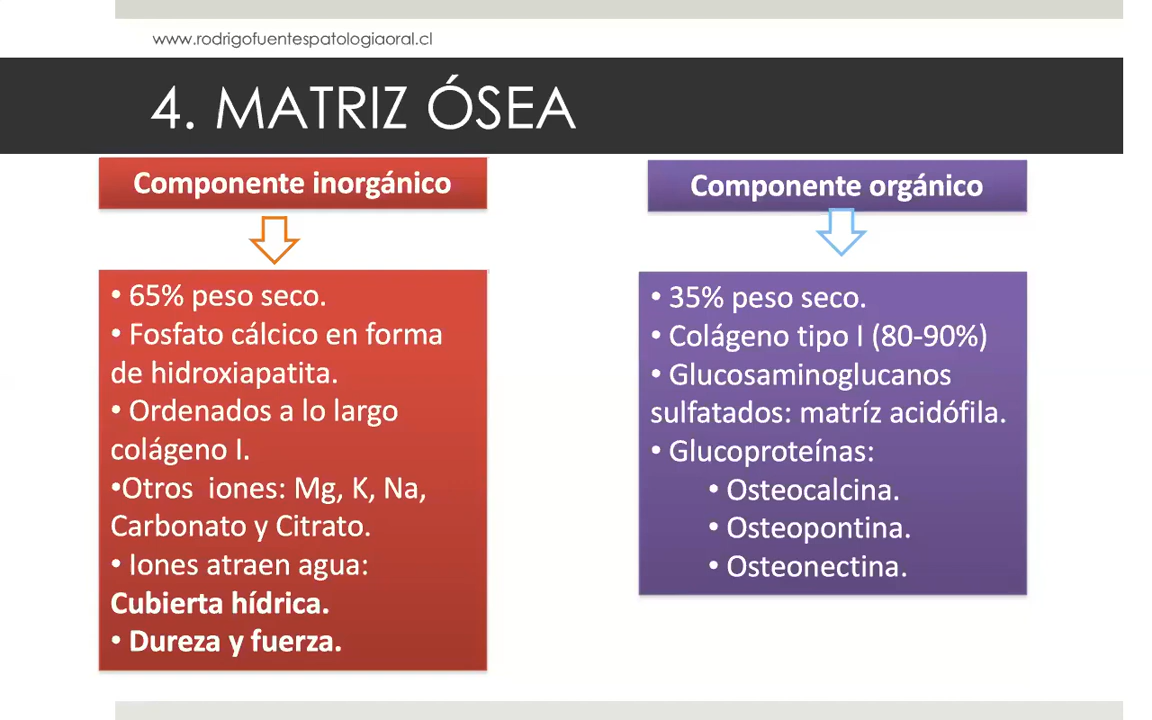 www.rodrigofuentespatologiaoral.cl
4. MATRIZ ÓSEA
Componente inorgánico
• 65% peso seco.
• Fosfato cálcico en forma
de hidroxiapatita.
• Ordenados a lo largo
colágeno I.
•Otros iones: Mg, K, Na,
Carbonato y Citrato.
• Iones atraen agua:
Cubierta hídrica.
• Dureza y fuerza.
Componente orgánico
• 35% peso seco.
• Colágeno tipo I (80-90%)
• Glucosaminoglucanos
sulfatados: matríz acidófila.
• Glucoproteínas:
• Osteocalcina.
• Osteopontina.
• Osteonectina.